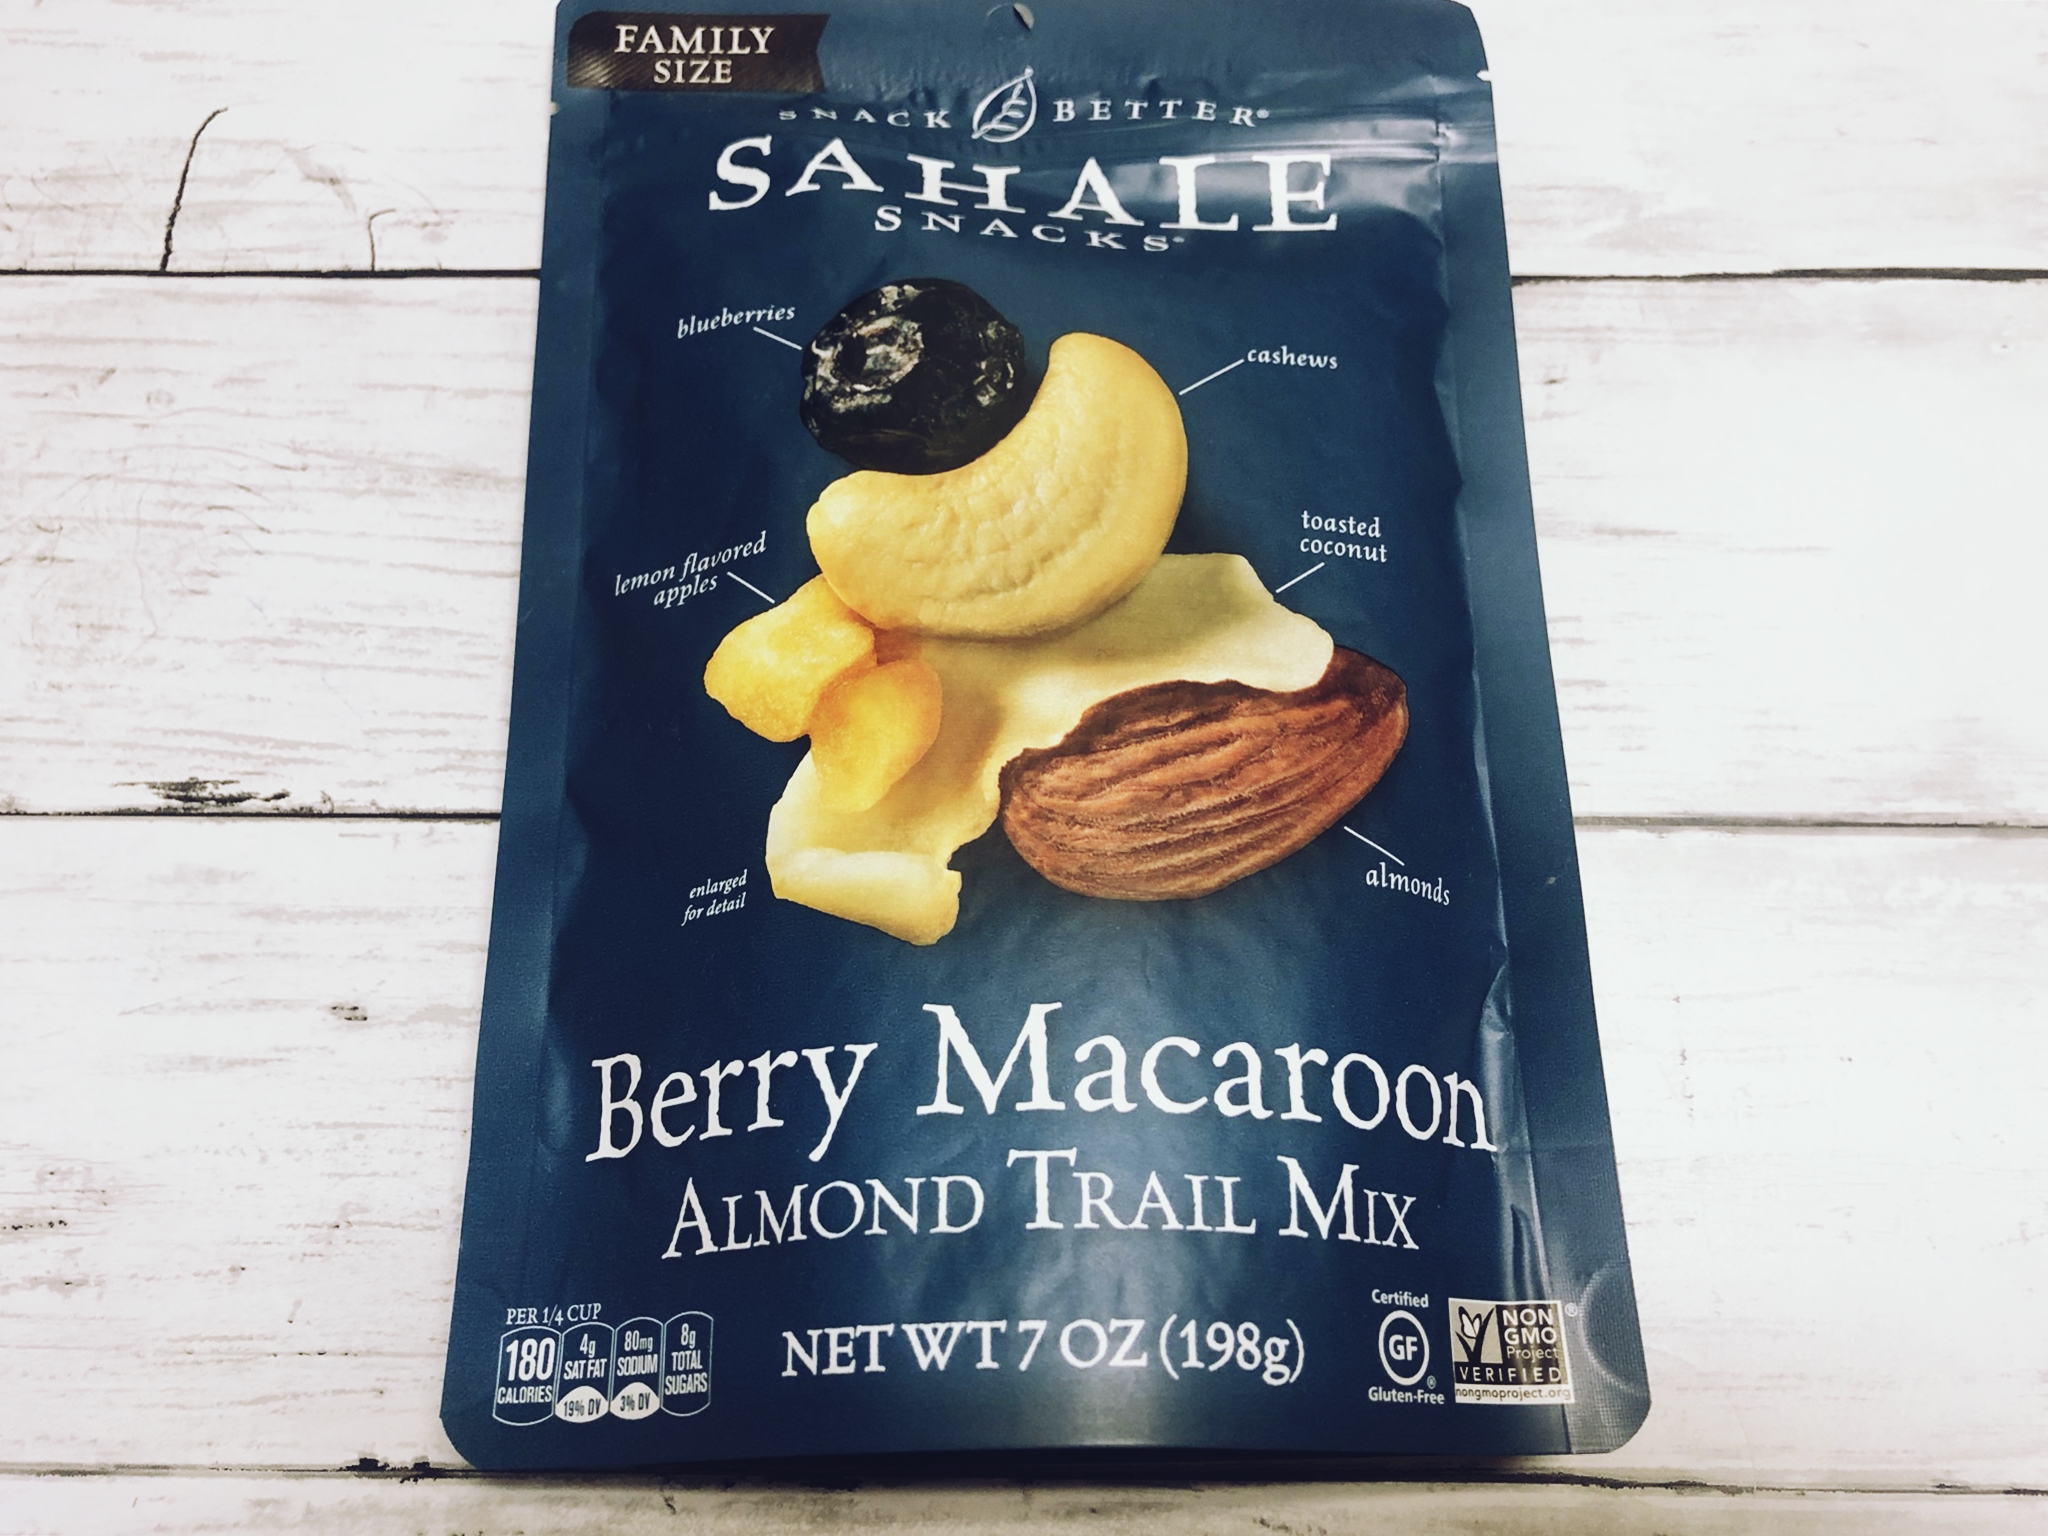 FAMILY
SIZE
SNACK BETTER®
SAHALE
SNACKS®
blueberries
cashews
toasted
coconut
lemon flavored
apples
almonds
enlarged
for detail
Berry Macaroon
ALMOND TRAIL MIX
PER 1/4 CUP
180
CALORIES
4g
SAT FAT
19% DV
80mg
SODIUM
3% DV
8g
TOTAL
SUGARS
NET WT 7 OZ (198g)
Certified
GF
®
Gluten-Free
NON
GMO
Project
VERIFIED
nongmoproject.org
®